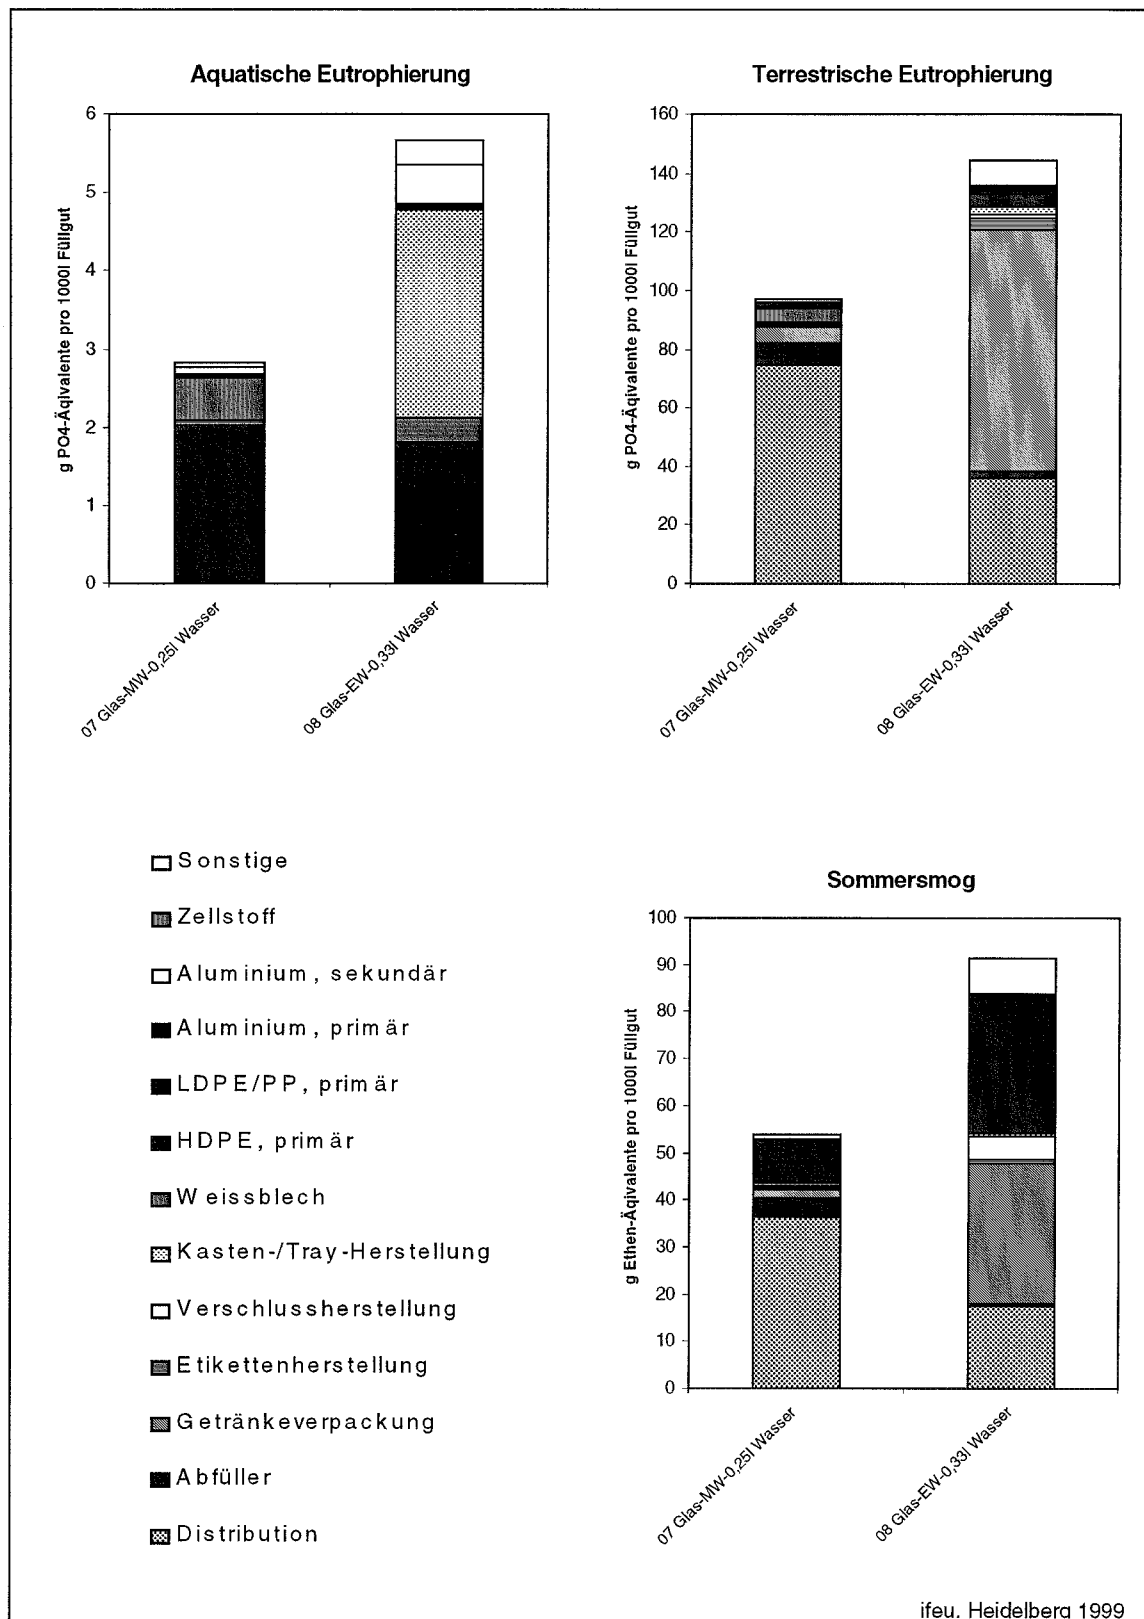 Aquatische Eutrophierung
g PO4-Äqivalente pro 1000l Füllgut
6
5
4
3
2
1
0
07 Glas-MW-0,25l Wasser
08 Glas-EW-0,33l Wasser
Terrestrische Eutrophierung
g PO4-Äqivalente pro 1000l Füllgut
160
140
120
100
80
60
40
20
0
07 Glas-MW-0,25l Wasser
08 Glas-EW-0,33l Wasser
Sonstige
Zellstoff
Aluminium, sekundär
Aluminium, primär
LDPE/PP, primär
HDPE, primär
Weissblech
Kasten-/Tray-Herstellung
Verschlussherstellung
Etikettenherstellung
Getränkeverpackung
Abfüller
Distribution
Sommersmog
g Ethen-Äqivalente pro 1000l Füllgut
100
90
80
70
60
50
40
30
20
10
0
07 Glas-MW-0,25l Wasser
08 Glas-EW-0,33l Wasser
ifeu, Heidelberg 1999